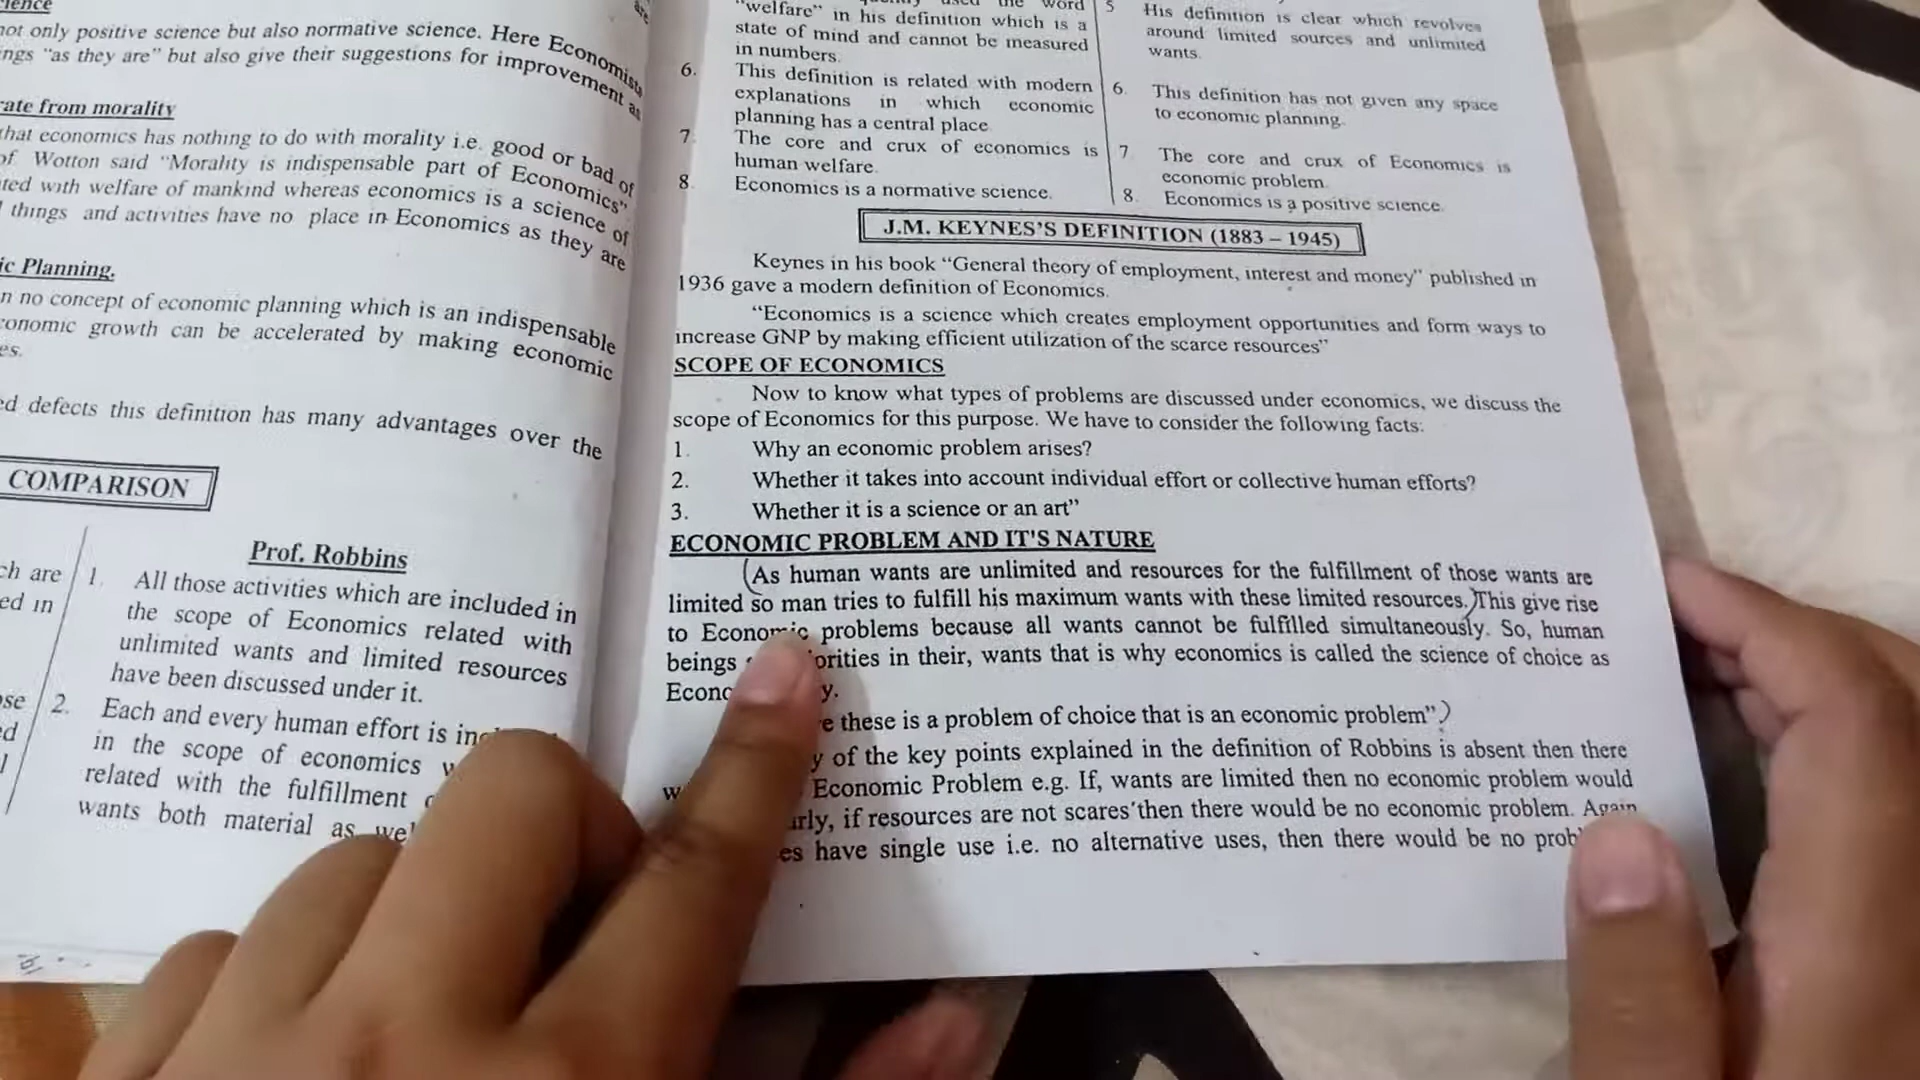 ience
not only positive science but also normative science. Here Economists
ngs "as they are" but also give their suggestions for improvement as
rate from morality
that economics has nothing to do with morality i.e. good or bad of
of. Wotton said "Morality is indispensable part of Economics"
ted with welfare of mankind whereas economics is a science of
things and activities have no place in Economics as they are
ic Planning.
n no concept of economic planning which is an indispensable
conomic growth can be accelerated by making economic
es.
ed defects this definition has many advantages over the
COMPARISON
ch are
ed in
ose
d
Prof. Robbins
1. All those activities which are included in
the scope of Economics related with
unlimited wants and limited resources
have been discussed under it.
2. Each and every human effort is inc
in the scope of economics w
related with the fulfillment
wants both material as wel
used the word
"welfare" in his definition which is a
state of mind and cannot be measured
in numbers.
6. This definition is related with modern
explanations in which economic
planning has a central place
7. The core and crux of economics is
human welfare.
8. Economics is a normative science.
5 His definition is clear which revolves
around limited sources and unlimited
wants.
6. This definition has not given any space
to economic planning.
7 The core and crux of Economics is
economic problem.
8. Economics is a positive science.
J.M. KEYNES'S DEFINITION (1883 – 1945)
Keynes in his book "General theory of employment, interest and money" published in
1936 gave a modern definition of Economics.
"Economics is a science which creates employment opportunities and form ways to
increase GNP by making efficient utilization of the scarce resources"
SCOPE OF ECONOMICS
Now to know what types of problems are discussed under economics, we discuss the
scope of Economics for this purpose. We have to consider the following facts:
1. Why an economic problem arises?
2. Whether it takes into account individual effort or collective human efforts?
3. Whether it is a science or an art"
ECONOMIC PROBLEM AND IT'S NATURE
(As human wants are unlimited and resources for the fulfillment of those wants are
limited so man tries to fulfill his maximum wants with these limited resources.)This give rise
to Economic problems because all wants cannot be fulfilled simultaneously. So, human
beings orities in their, wants that is why economics is called the science of choice as
Econo y.
e these is a problem of choice that is an economic problem")
y of the key points explained in the definition of Robbins is absent then there
w Economic Problem e.g. If, wants are limited then no economic problem would
arly, if resources are not scares then there would be no economic problem. Again
es have single use i.e. no alternative uses, then there would be no prob